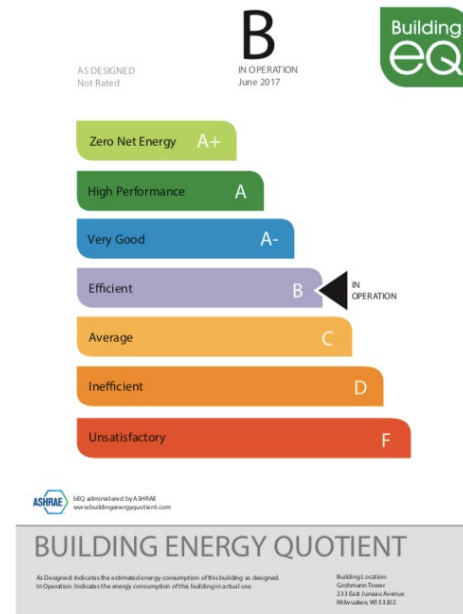 B
Building
eQ
AS DESIGNED
Not Rated
IN OPERATION
June 2017
Zero Net Energy A+
High Performance A
Very Good A-
Efficient B
IN
OPERATION
Average C
Inefficient D
Unsatisfactory F
ASHRAE
bEQ administered by ASHRAE
www.buildingenergyquotient.com
BUILDING ENERGY QUOTIENT
As Designed: Indicates the estimated energy consumption of this building as designed.
In Operation: Indicates the energy consumption of this building in actual use.
Building Location:
Grohmann Tower
233 East Juneau Avenue
Milwaukee, WI 53202